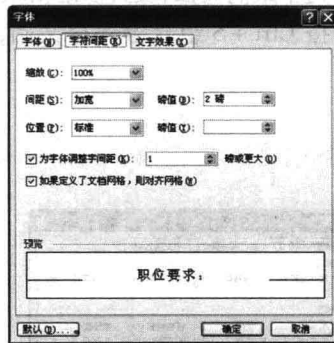 字体
字体(N) 字符间距(R) 文字效果(X)
缩放(C): 100%
间距(S): 加宽 磅值(B): 2 磅
位置(P): 标准 磅值(Y):
为字体调整字间距(K): 1 磅或更大(O)
如果定义了文档网格，则对齐网格(W)
预览
职位要求：
默认(D)... 确定 取消